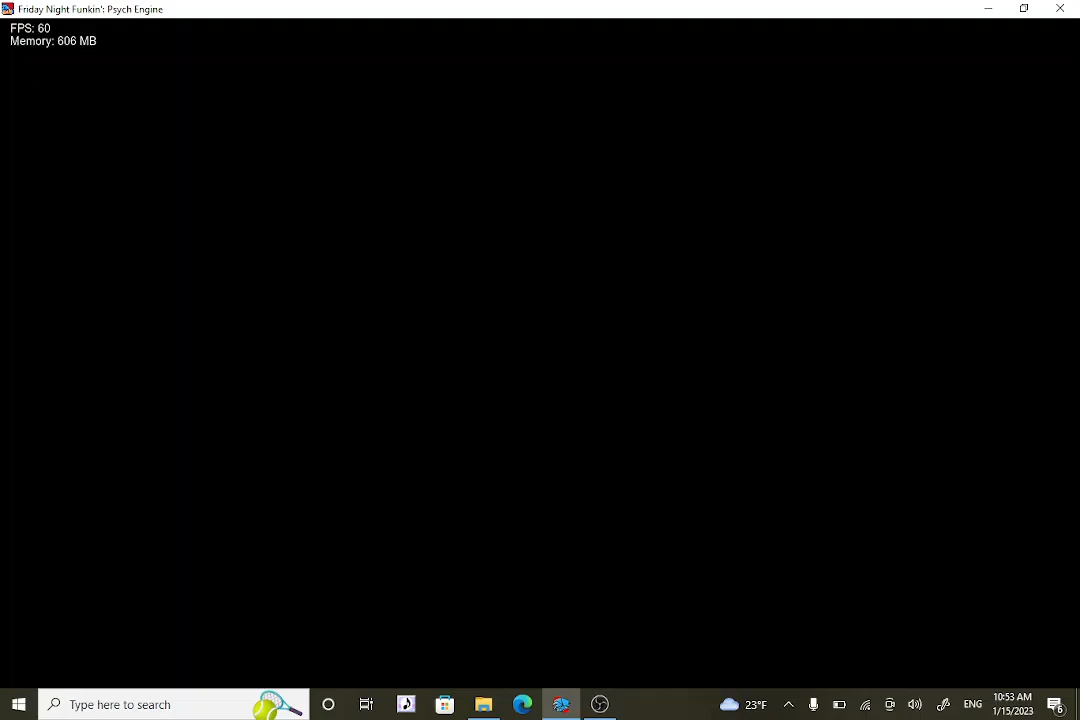 Friday Night Funkin': Psych Engine
FPS: 60
Memory: 606 MB
Type here to search
23°F
ENG
10:53 AM
1/15/2023
6